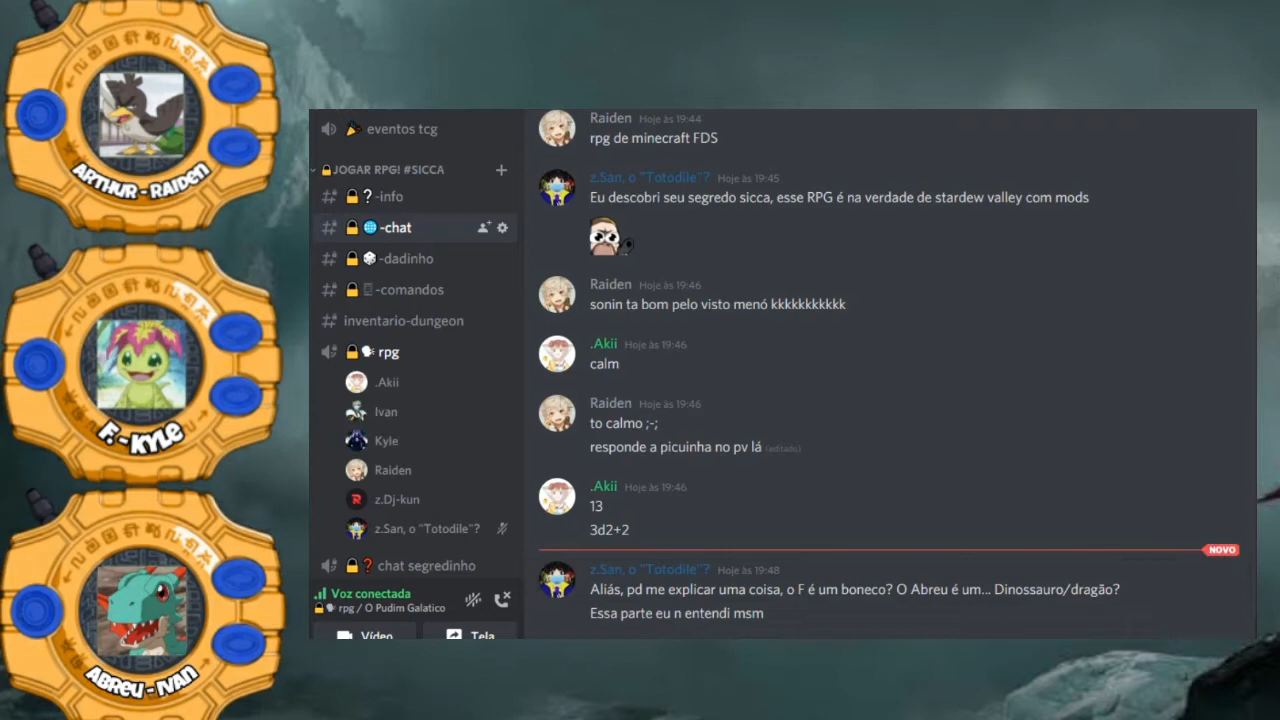 ARTHUR - RAIDEN
F. - KYLE
ABREU - IVAN
eventos tcg
JOGAR RPG! #SICCA
-info
-chat
-dadinho
-comandos
inventario-dungeon
rpg
.Akii
Ivan
Kyle
Raiden
z.Dj-kun
z.San, o "Totodile"?
chat segredinho
Voz conectada
rpg / O Pudim Galatico
Vídeo
Tela
Raiden Hoje às 19:44
rpg de minecraft FDS
z.San, o "Totodile"? Hoje às 19:45
Eu descobri seu segredo sicca, esse RPG é na verdade de stardew valley com mods
Raiden Hoje às 19:46
sonin ta bom pelo visto menó kkkkkkkkkkk
.Akii Hoje às 19:46
calm
Raiden Hoje às 19:46
to calmo ;-;
responde a picuinha no pv lá (editado)
.Akii Hoje às 19:46
13
3d2+2
NOVO
z.San, o "Totodile"? Hoje às 19:48
Aliás, pd me explicar uma coisa, o F é um boneco? O Abreu é um... Dinossauro/dragão?
Essa parte eu n entendi msm